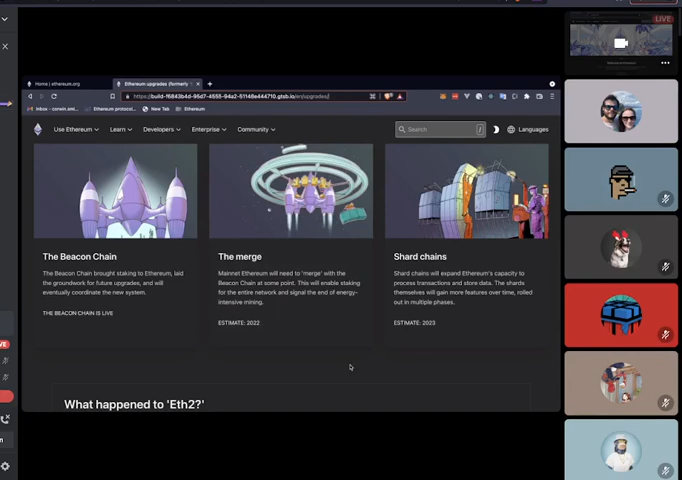 LIVE
Home | ethereum.org
Ethereum upgrades (formerly
New Tab
Ethereum
Use Ethereum
Learn
Developers
Enterprise
Community
Search
/
Languages
The Beacon Chain
The Beacon Chain brought staking to Ethereum, laid
the groundwork for future upgrades, and will
eventually coordinate the new system.
THE BEACON CHAIN IS LIVE
The merge
Mainnet Ethereum will need to 'merge' with the
Beacon Chain at some point. This will enable staking
for the entire network and signal the end of energy-
intensive mining.
ESTIMATE: 2022
Shard chains
Shard chains will expand Ethereum's capacity to
process transactions and store data. The shards
themselves will gain more features over time, rolled
out in multiple phases.
ESTIMATE: 2023
What happened to 'Eth2?'